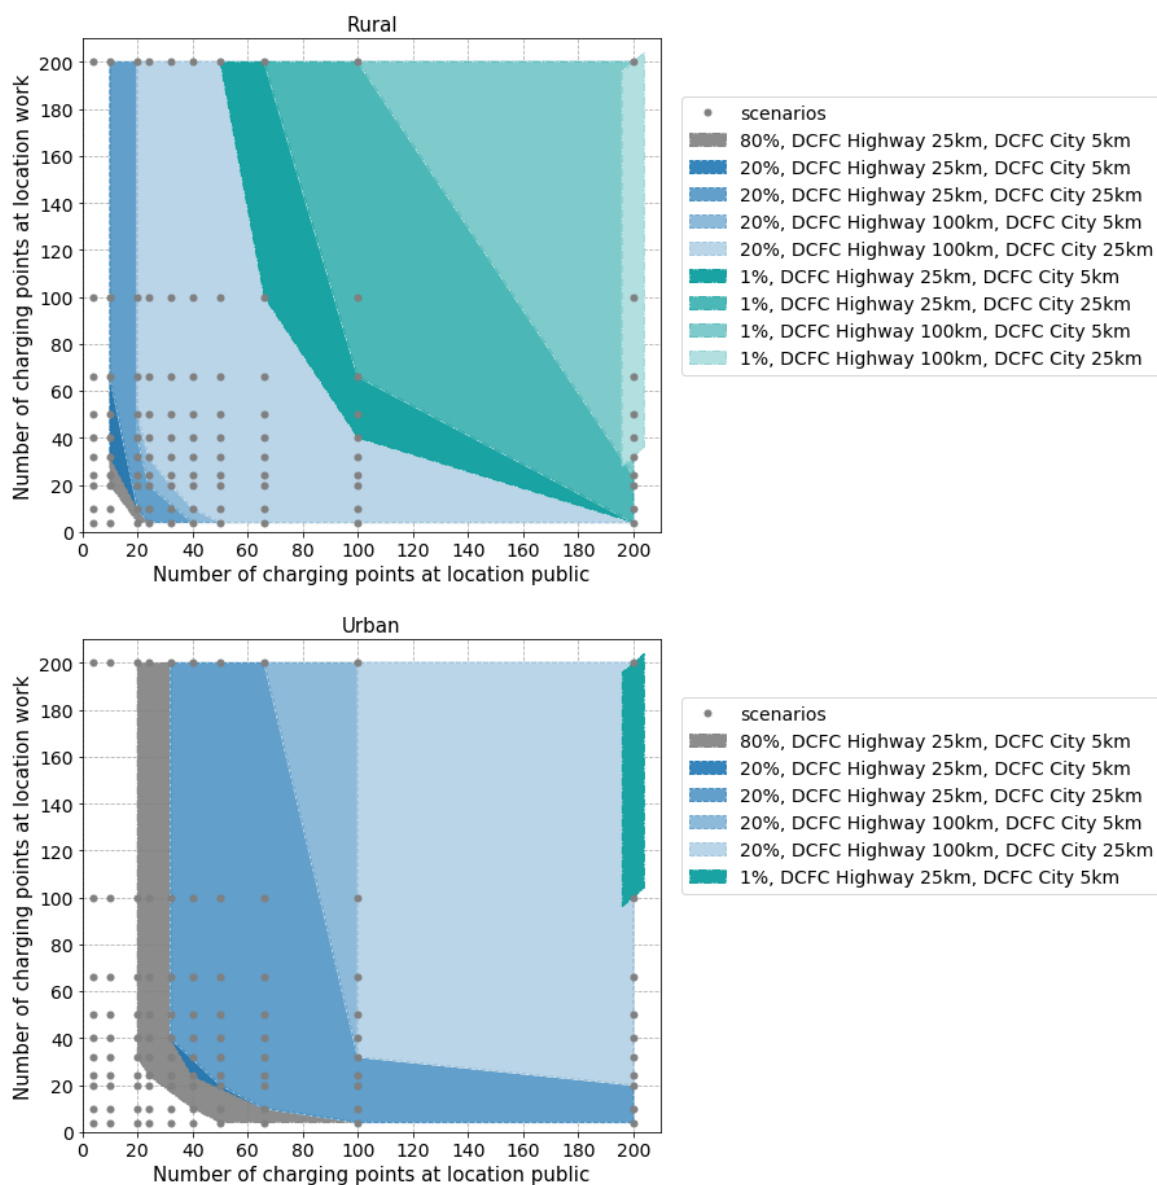 Rural
Number of charging points at location work
200
180
160
140
120
100
80
60
40
20
0
0 20 40 60 80 100 120 140 160 180 200
Number of charging points at location public
scenarios
80%, DCFC Highway 25km, DCFC City 5km
20%, DCFC Highway 25km, DCFC City 5km
20%, DCFC Highway 25km, DCFC City 25km
20%, DCFC Highway 100km, DCFC City 5km
20%, DCFC Highway 100km, DCFC City 25km
1%, DCFC Highway 25km, DCFC City 5km
1%, DCFC Highway 25km, DCFC City 25km
1%, DCFC Highway 100km, DCFC City 5km
1%, DCFC Highway 100km, DCFC City 25km
Urban
Number of charging points at location work
200
180
160
140
120
100
80
60
40
20
0
0 20 40 60 80 100 120 140 160 180 200
Number of charging points at location public
scenarios
80%, DCFC Highway 25km, DCFC City 5km
20%, DCFC Highway 25km, DCFC City 5km
20%, DCFC Highway 25km, DCFC City 25km
20%, DCFC Highway 100km, DCFC City 5km
20%, DCFC Highway 100km, DCFC City 25km
1%, DCFC Highway 25km, DCFC City 5km